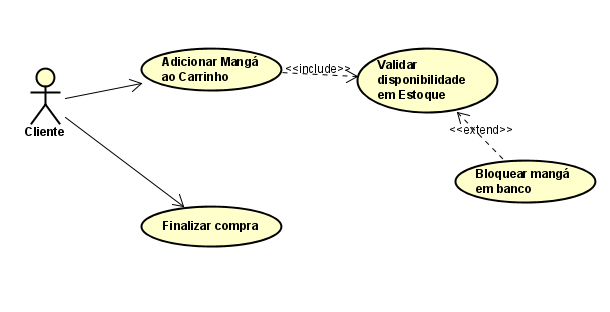 Adicionar Mangá
ao Carrinho
<<include>>
Validar
disponibilidade
em Estoque
Cliente
<<extend>>
Bloquear mangá
em banco
Finalizar compra